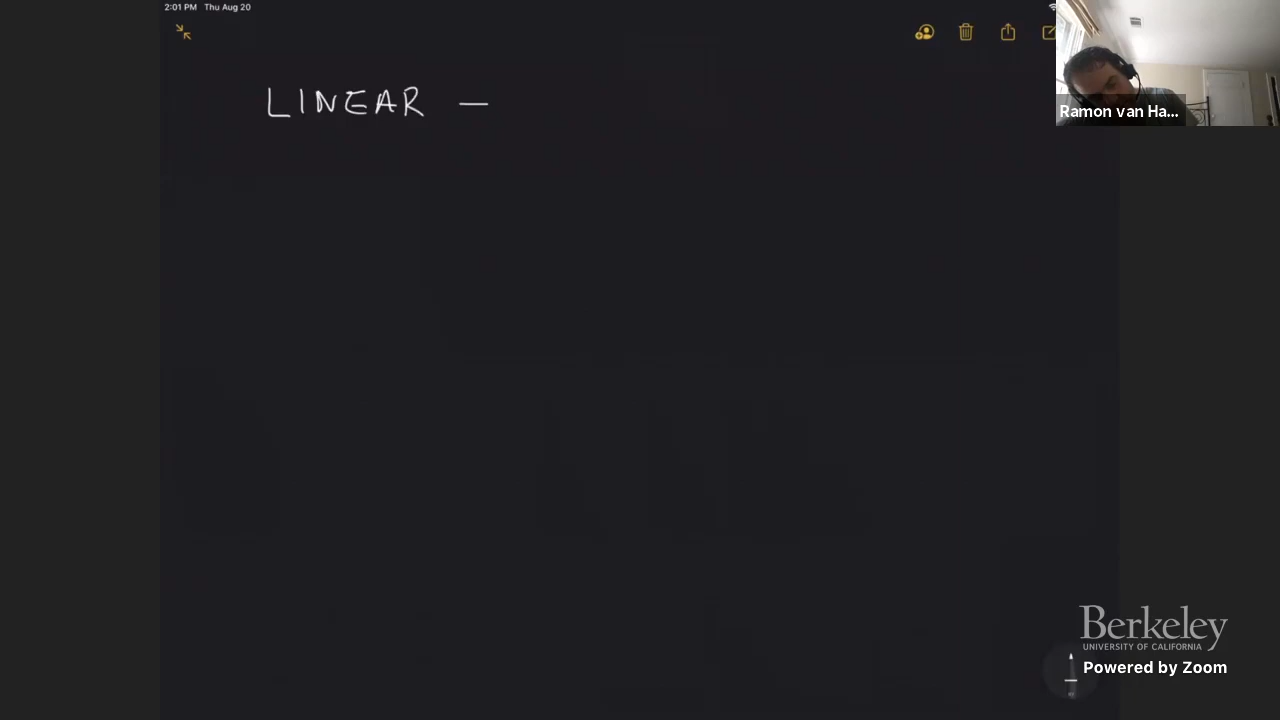 2:01 PM Thu Aug 20
LINEAR —
Ramon van Ha...
Berkeley
UNIVERSITY OF CALIFORNIA
Powered by Zoom